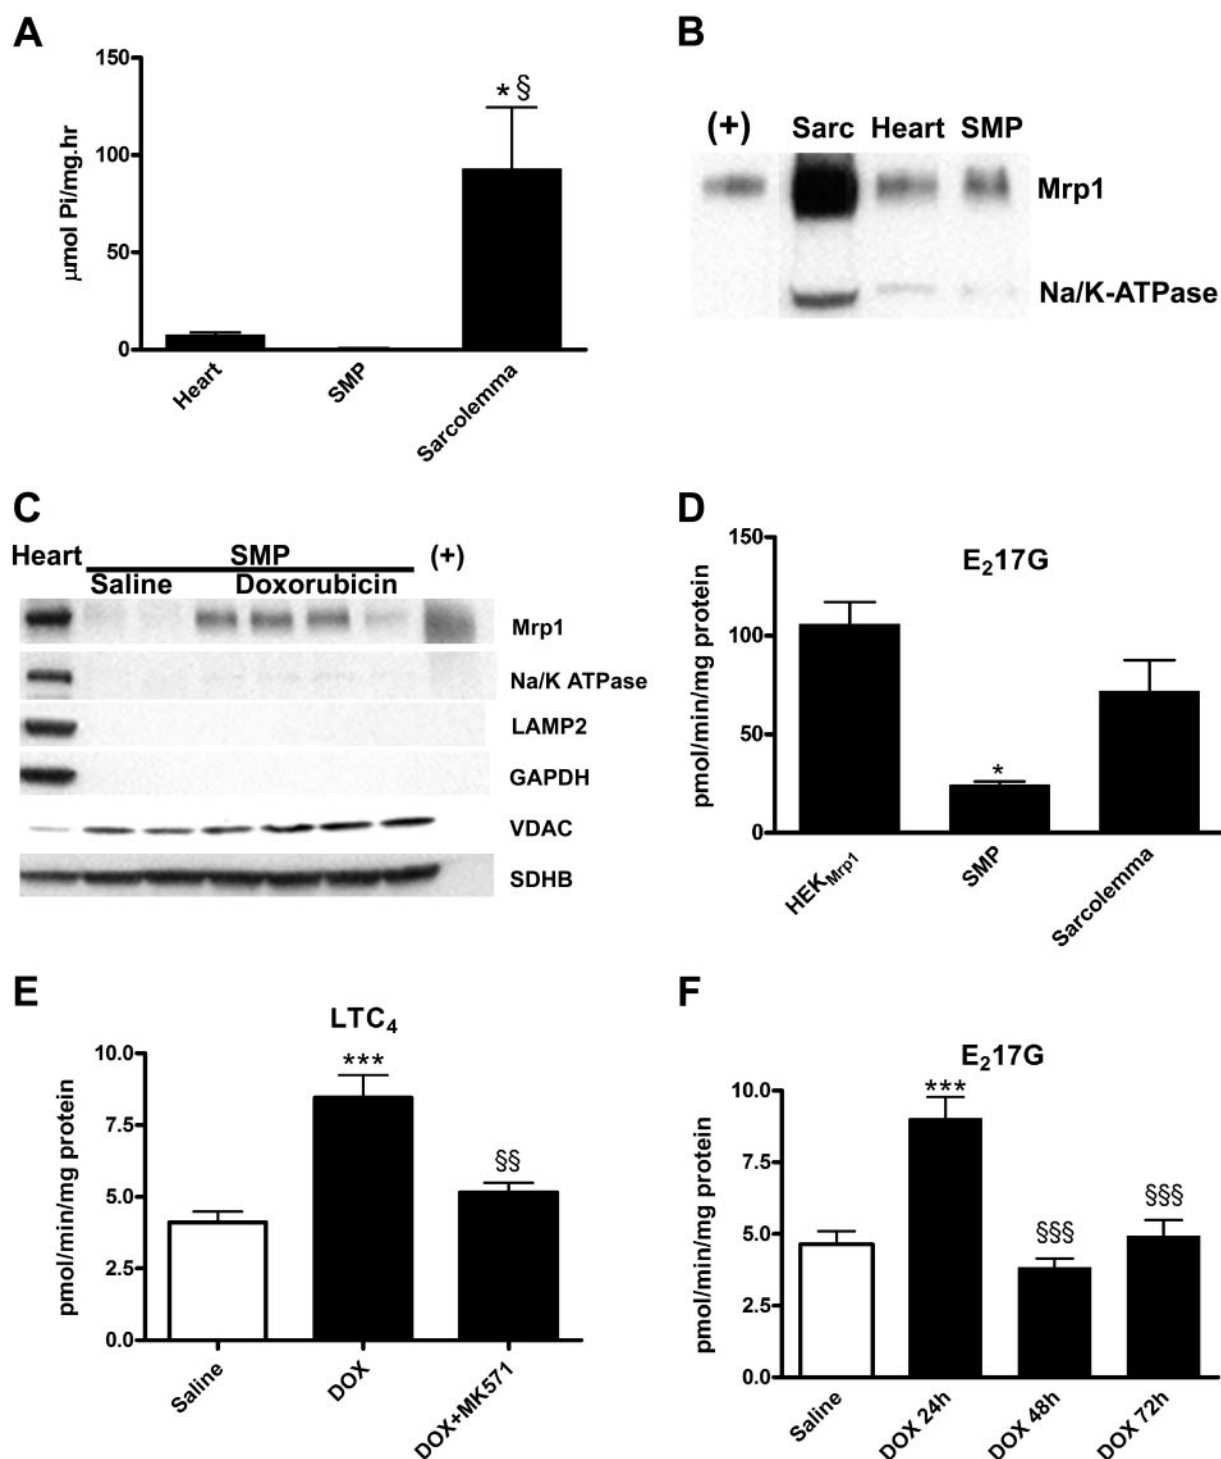 A
150
100
50
0
μmol Pi/mg.hr
* §
Heart
SMP
Sarcolemma
B
(+) Sarc Heart SMP
Mrp1
Na/K-ATPase
C
Heart SMP (+)
Saline Doxorubicin
Mrp1
Na/K ATPase
LAMP2
GAPDH
VDAC
SDHB
D
E₂17G
150
100
50
0
pmol/min/mg protein
*
HEKMrp1
SMP
Sarcolemma
E
LTC₄
10.0
7.5
5.0
2.5
0.0
pmol/min/mg protein
***
§§
Saline
DOX
DOX+MK571
F
E₂17G
10.0
7.5
5.0
2.5
0.0
pmol/min/mg protein
***
§§§
§§§
Saline
DOX 24h
DOX 48h
DOX 72h